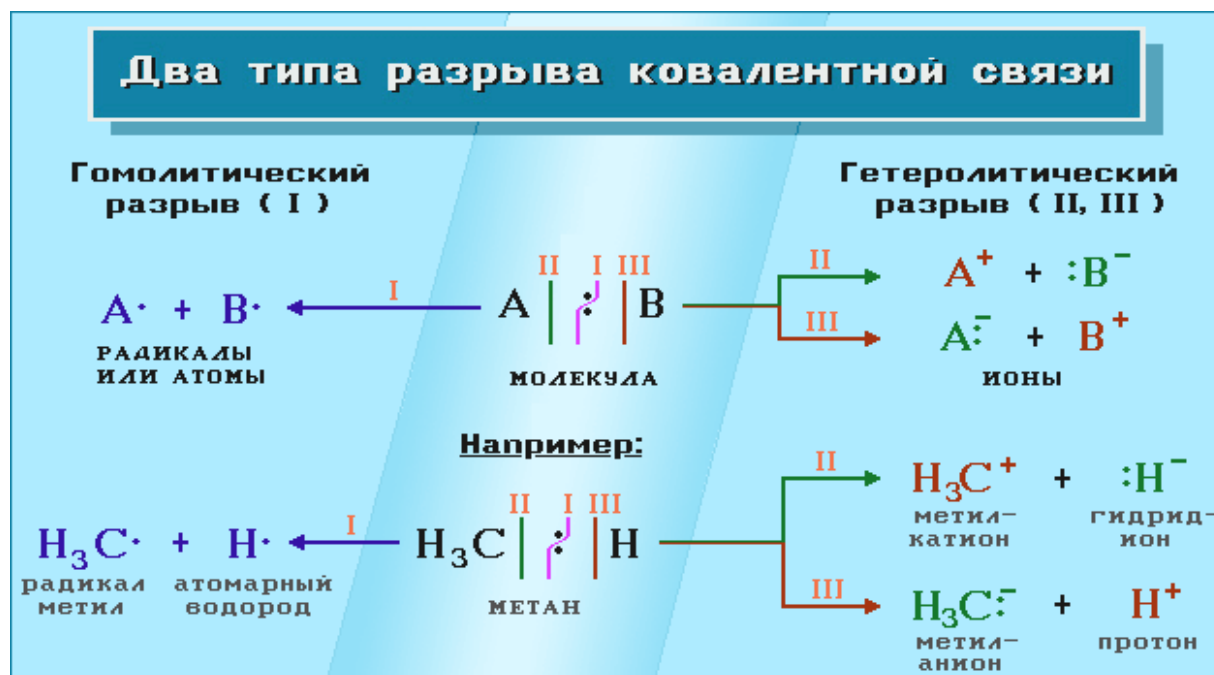 Два типа разрыва ковалентной связи
Гомолитический
разрыв ( I )
Гетеролитический
разрыв ( II, III )
A· + B·
I
РАДИКАЛЫ
ИЛИ АТОМЫ
II I III
A : B
МОЛЕКУЛА
II
A⁺ + :B⁻
III
A:⁻ + B⁺
ИОНЫ
Например:
H₃C· + H·
I
радикал
метил
атомарный
водород
II I III
H₃C : H
МЕТАН
II
H₃C⁺ + :H⁻
метил-
катион
гидрид-
ион
III
H₃C:⁻ + H⁺
метил-
анион
протон